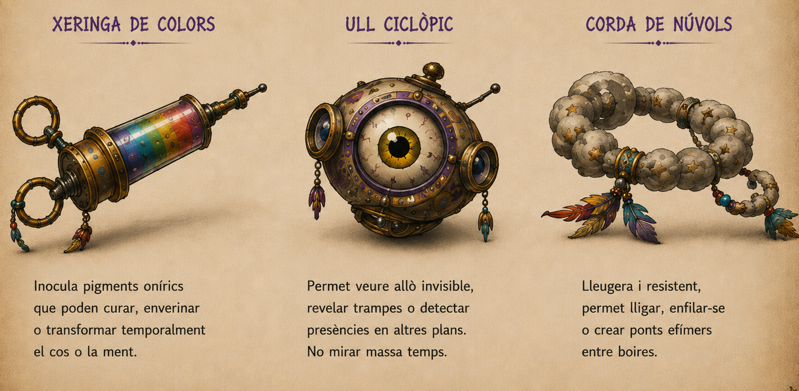 XERINGA DE COLORS
Inocula pigments onírics
que poden curar, enverinar
o transformar temporalment
el cos o la ment.
ULL CICLÒPIC
Permet veure allò invisible,
revelar trampes o detectar
presències en altres plans.
No mirar massa temps.
CORDA DE NÚVOLS
Lleugera i resistent,
permet lligar, enfilar-se
o crear ponts efímers
entre boires.